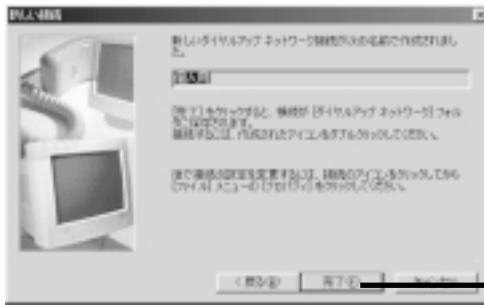 新しい接続
新しいダイヤルアップ ネットワーク接続が次の名前で作成されまし
た。
[完了] をクリックすると、接続が [ダイヤルアップ ネットワーク] フォル
ダに保存されます。
接続するには、作成されたアイコンをダブルクリックしてください。
後で接続の設定を変更するには、接続のアイコンをクリックしてから
[ファイル] メニューの [プロパティ] をクリックしてください。
< 戻る(B)
完了
キャンセル